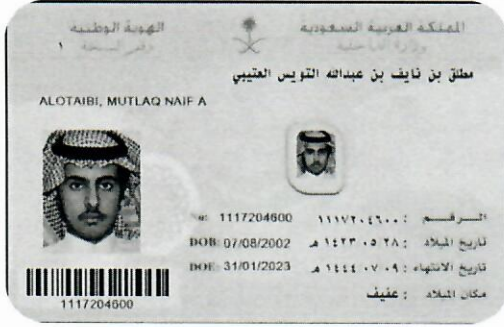 المملكة العربية السعودية
الهوية الوطنية
وزارة الداخلية
رقم النسخة ١
مطلق بن نايف بن عبدالله التويس العتيبي
ALOTAIBI, MUTLAQ NAIF A
الرقم : ١١١٧٢٠٤٦٠٠ 1117204600
تاريخ الميلاد : ١٤٢٣ ٠٥ ٢٨ هـ DOB: 07/08/2002
تاريخ الانتهاء : ١٤٤٤ ٠٧ ٠٩ هـ DOE: 31/01/2023
مكان الميلاد : عفيف
1117204600